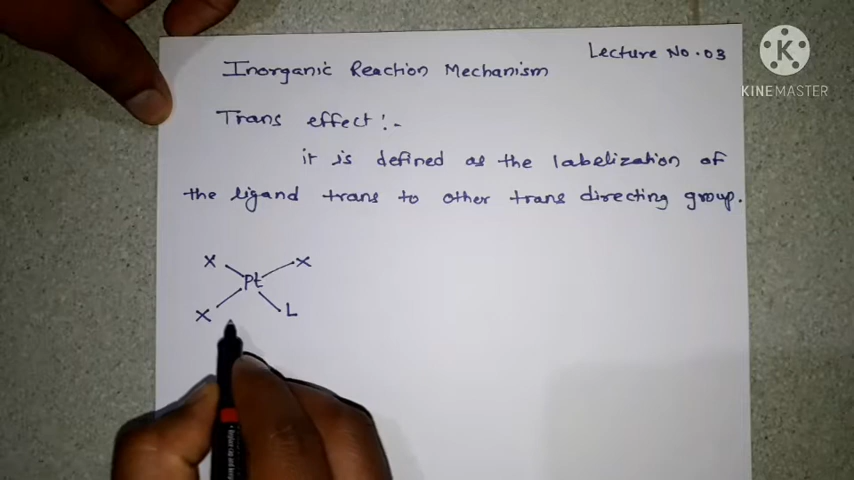 Lecture No. 03
Inorganic Reaction Mechanism
Trans effect:-
it is defined as the labelization of
the ligand trans to other trans directing group.
X X
Pt
X L
KINEMASTER